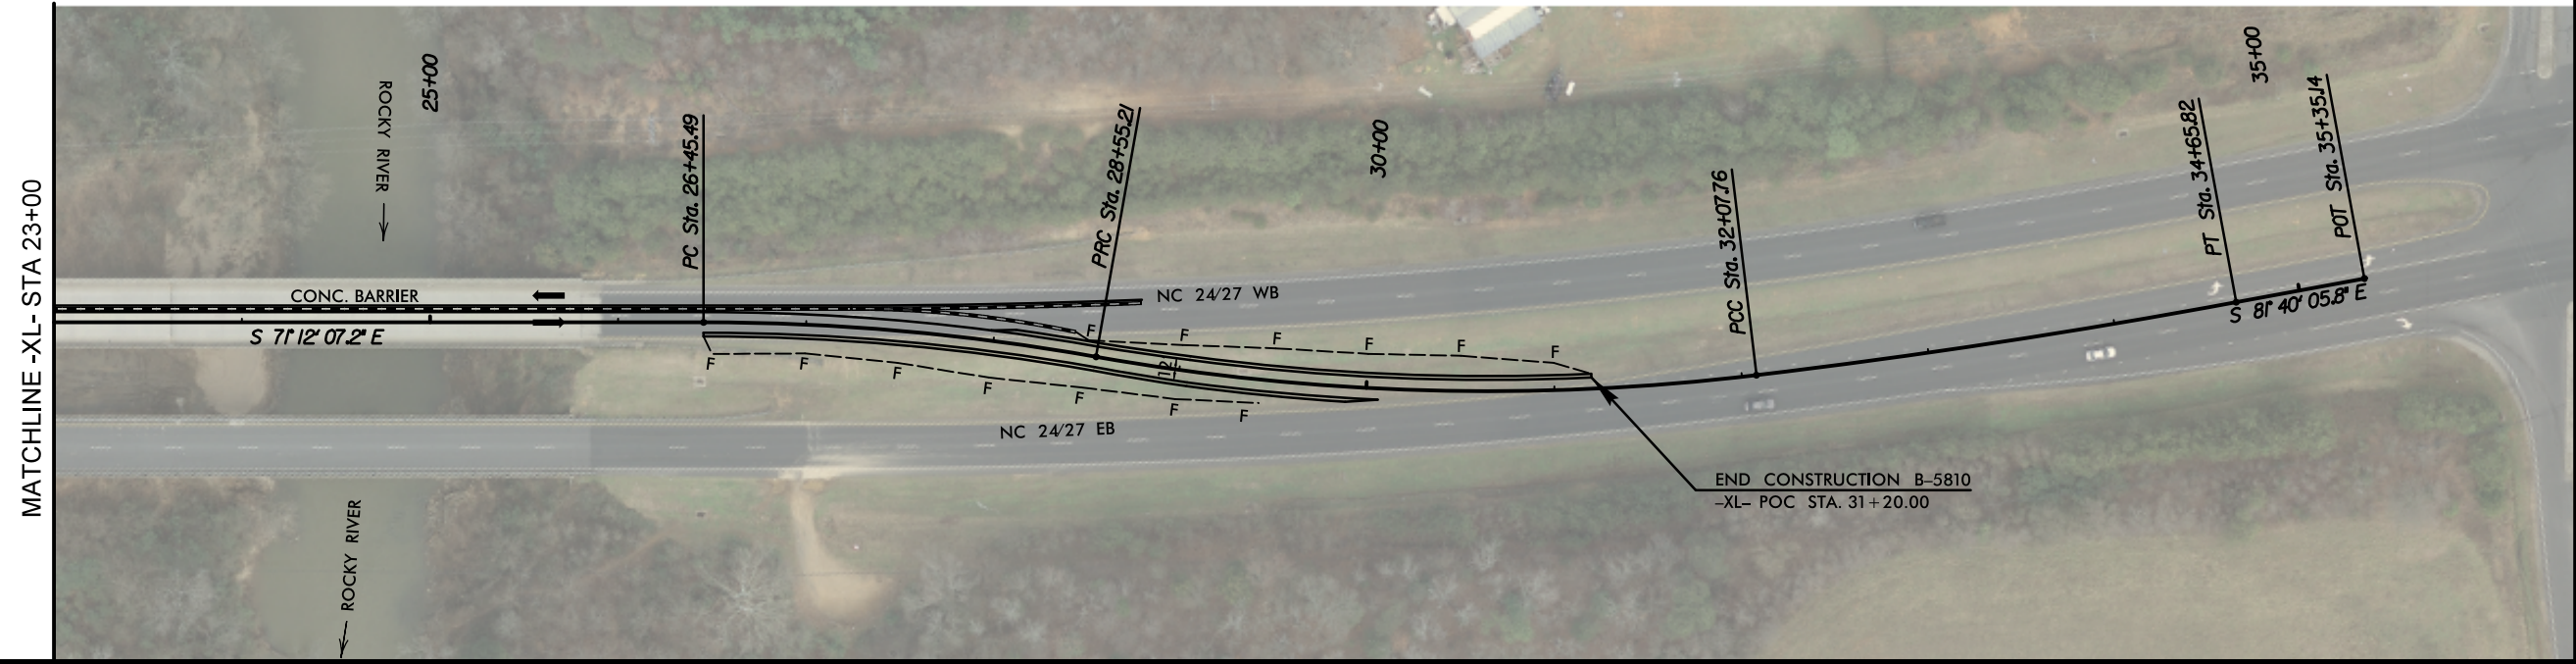 MATCHLINE -XL- STA 23+00
ROCKY RIVER
25+00
PC Sta. 26+45.49
PRC Sta. 28+55.21
30+00
PCC Sta. 32+07.76
PT Sta. 34+65.82
35+00
POT Sta. 35+35.14
CONC. BARRIER
NC 24/27 WB
S 71° 12' 07.2" E
S 81° 40' 05.8" E
F F F F F F
12
F F F F F F F
NC 24/27 EB
END CONSTRUCTION B-5810
-XL- POC STA. 31+20.00
ROCKY RIVER